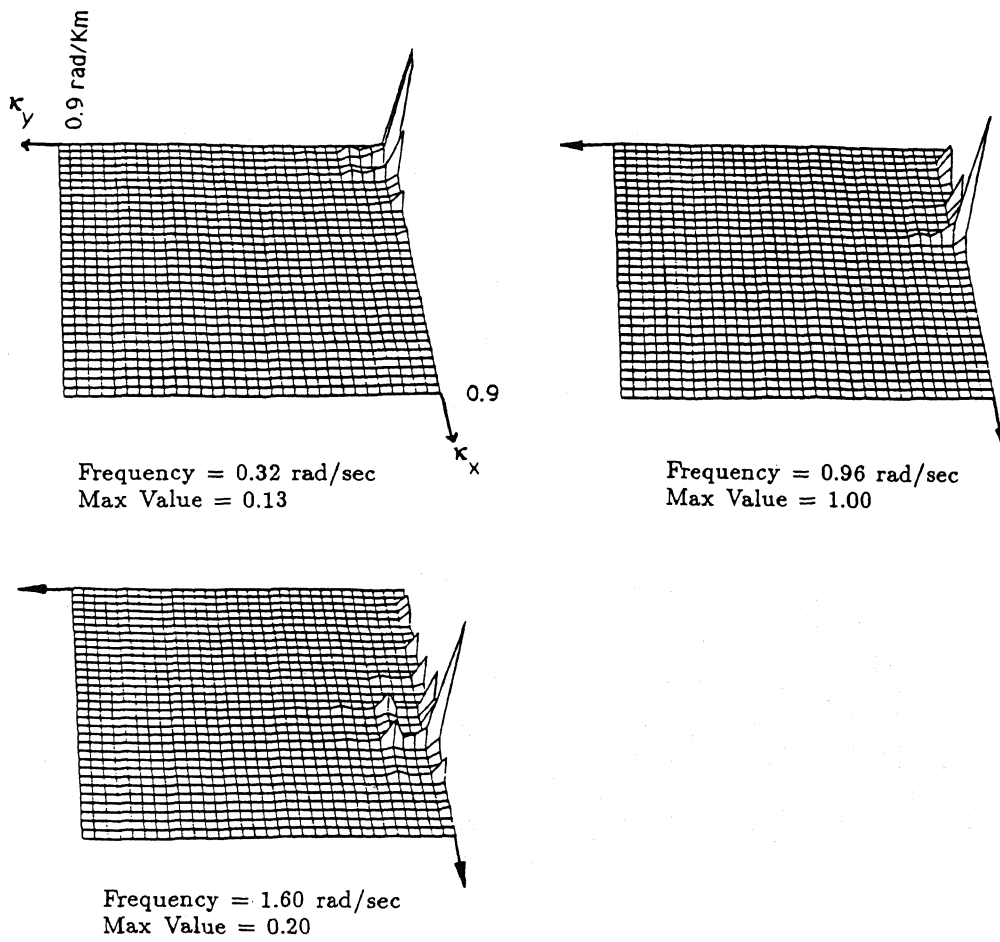 0.9 rad/Km
κy
0.9
κx
Frequency = 0.32 rad/sec
Max Value = 0.13
Frequency = 0.96 rad/sec
Max Value = 1.00
Frequency = 1.60 rad/sec
Max Value = 0.20